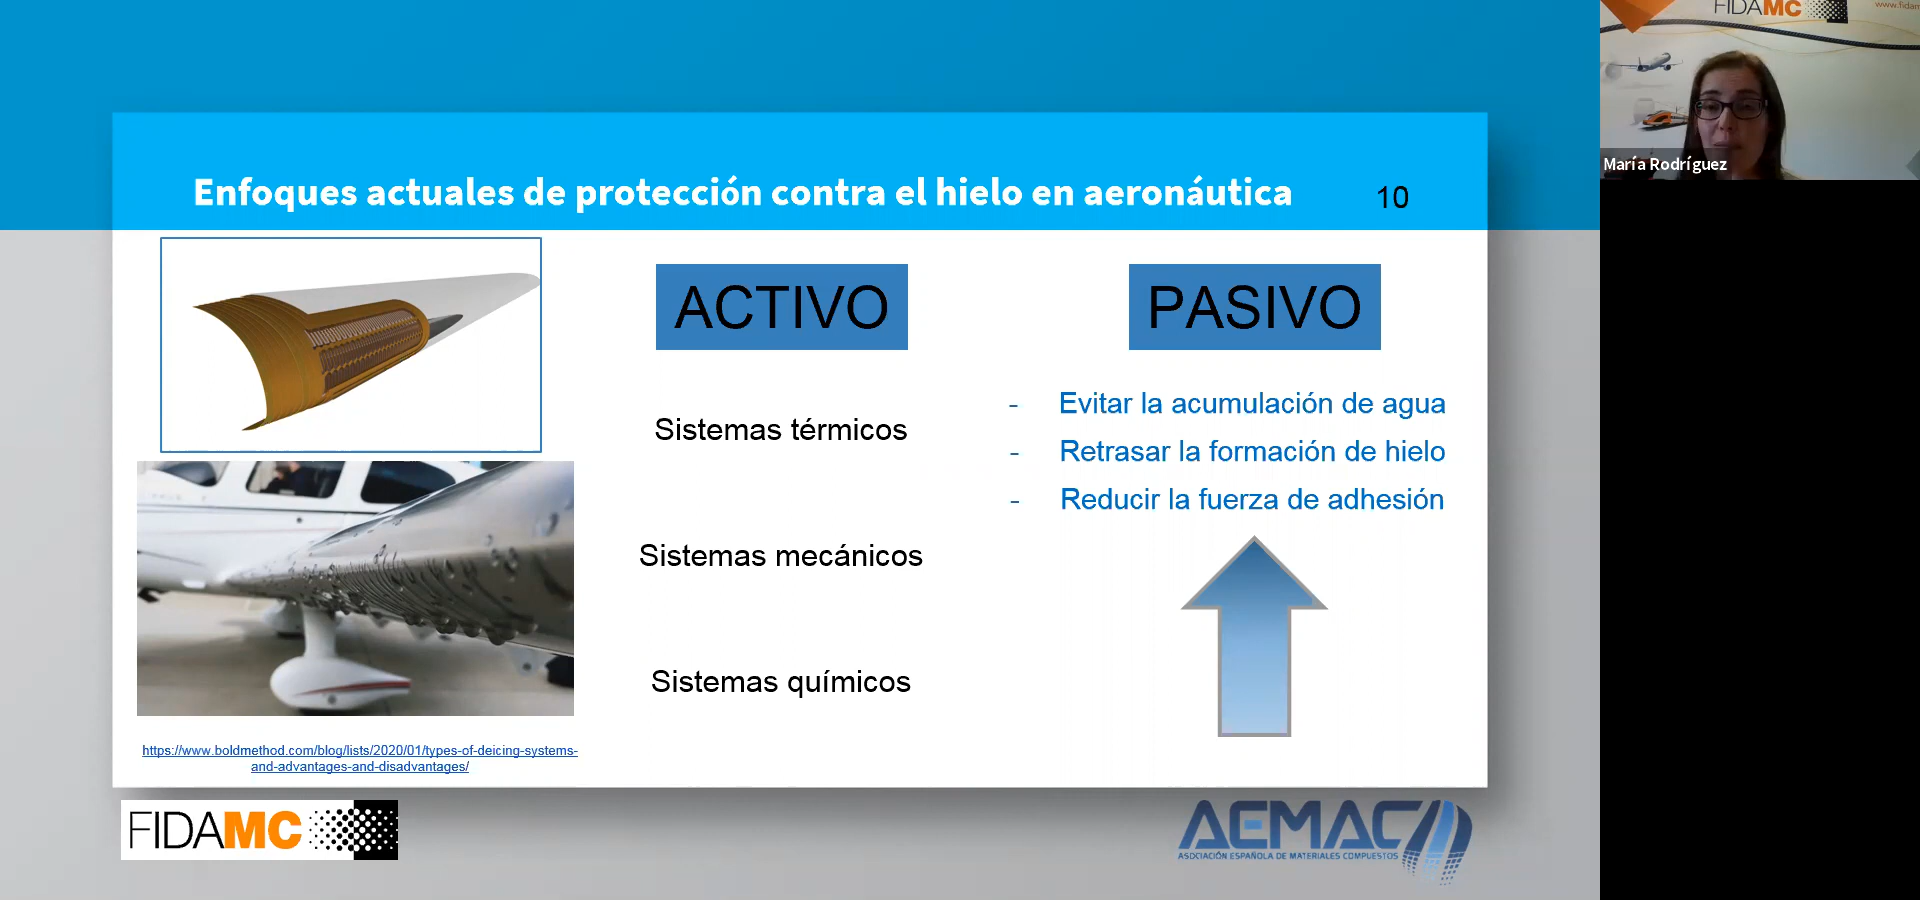 Enfoques actuales de protección contra el hielo en aeronáutica
10
ACTIVO
Sistemas térmicos
Sistemas mecánicos
Sistemas químicos
PASIVO
- Evitar la acumulación de agua
- Retrasar la formación de hielo
- Reducir la fuerza de adhesión
https://www.boldmethod.com/blog/lists/2020/01/types-of-deicing-systems-
and-advantages-and-disadvantages/
FIDAMC
AEMAC
ASOCIACIÓN ESPAÑOLA DE MATERIALES COMPUESTOS
FIDAMC
María Rodríguez